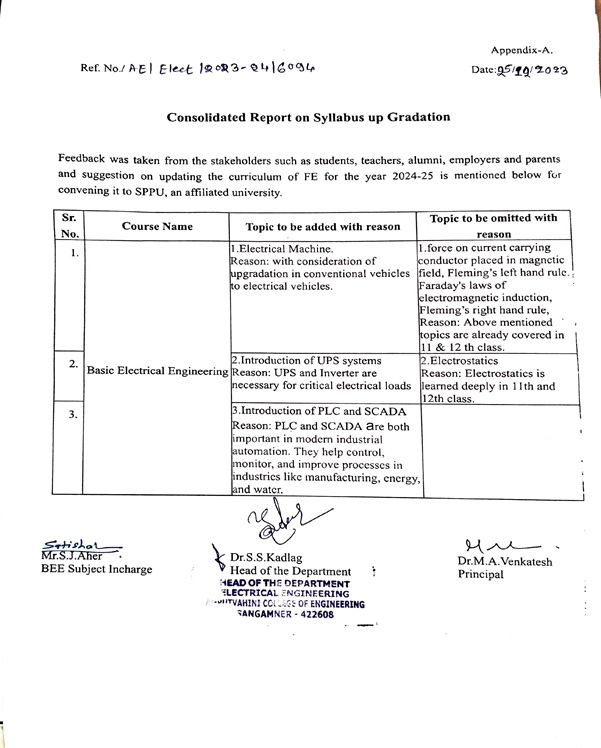 Appendix-A.
Ref. No./ AE/ Elect /2023-24/6094
Date:25/10/2023
Consolidated Report on Syllabus up Gradation
Feedback was taken from the stakeholders such as students, teachers, alumni, employers and parents
and suggestion on updating the curriculum of FE for the year 2024-25 is mentioned below for
convening it to SPPU, an affiliated university.
Sr. No.
Course Name
Topic to be added with reason
Topic to be omitted with
reason
1.
1.Electrical Machine.
Reason: with consideration of
upgradation in conventional vehicles
to electrical vehicles.
1.force on current carrying
conductor placed in magnetic
field, Fleming's left hand rule.
Faraday's laws of
electromagnetic induction,
Fleming's right hand rule,
Reason: Above mentioned
topics are already covered in
11 & 12 th class.
2.
Basic Electrical Engineering
2.Introduction of UPS systems
Reason: UPS and Inverter are
necessary for critical electrical loads
2.Electrostatics
Reason: Electrostatics is
learned deeply in 11th and
12th class.
3.
3.Introduction of PLC and SCADA
Reason: PLC and SCADA are both
important in modern industrial
automation. They help control,
monitor, and improve processes in
industries like manufacturing, energy,
and water.
Mr.S.J.Aher
BEE Subject Incharge
Dr.S.S.Kadlag
Head of the Department
HEAD OF THE DEPARTMENT
ELECTRICAL ENGINEERING
COLLEGE OF ENGINEERING
SANGAMNER - 422608
Dr.M.A.Venkatesh
Principal